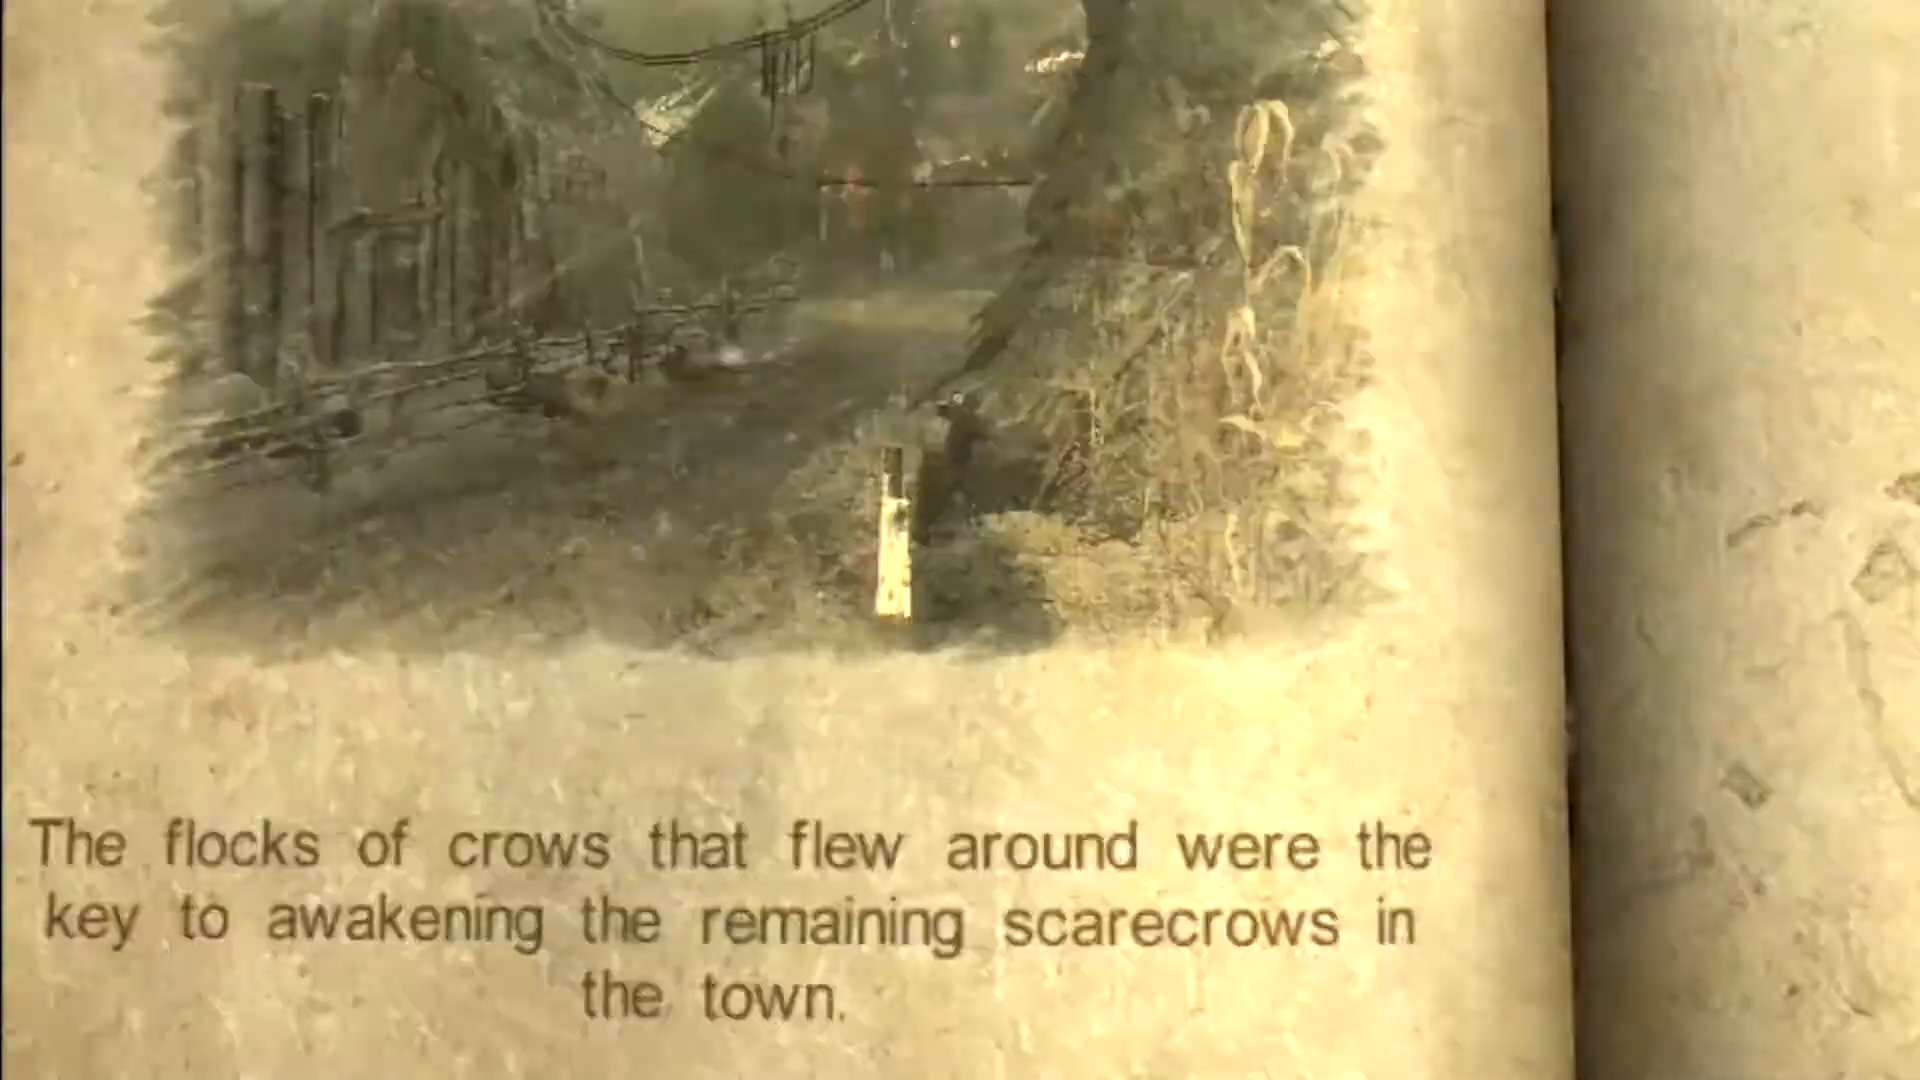 The flocks of crows that flew around were the
key to awakening the remaining scarecrows in
the town.